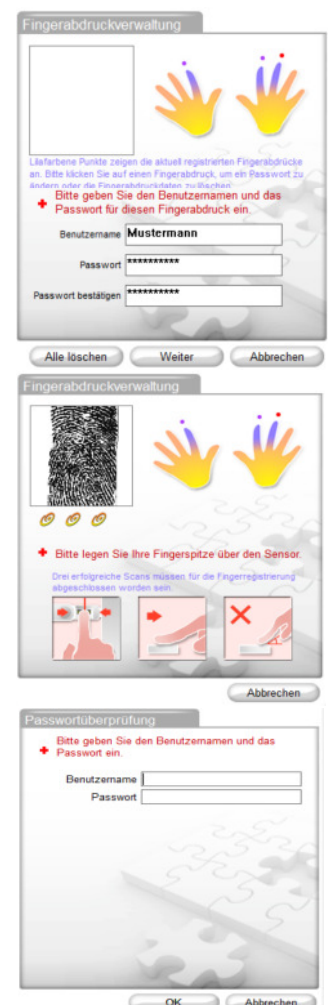 Fingerabdruckverwaltung
Lilafarbene Punkte zeigen die aktuell registrierten Fingerabdrücke
an. Bitte klicken Sie auf einen Fingerabdruck, um ein Passwort zu
ändern oder die Fingerabdruckdaten zu löschen.
Bitte geben Sie den Benutzernamen und das
Passwort für diesen Fingerabdruck ein.
Benutzername Mustermann
Passwort **********
Passwort bestätigen **********
Alle löschen Weiter Abbrechen
Fingerabdruckverwaltung
Bitte legen Sie Ihre Fingerspitze über den Sensor.
Drei erfolgreiche Scans müssen für die Fingerregistrierung
abgeschlossen worden sein.
Abbrechen
Passwortüberprüfung
Bitte geben Sie den Benutzernamen und das
Passwort ein.
Benutzername
Passwort
OK Abbrechen